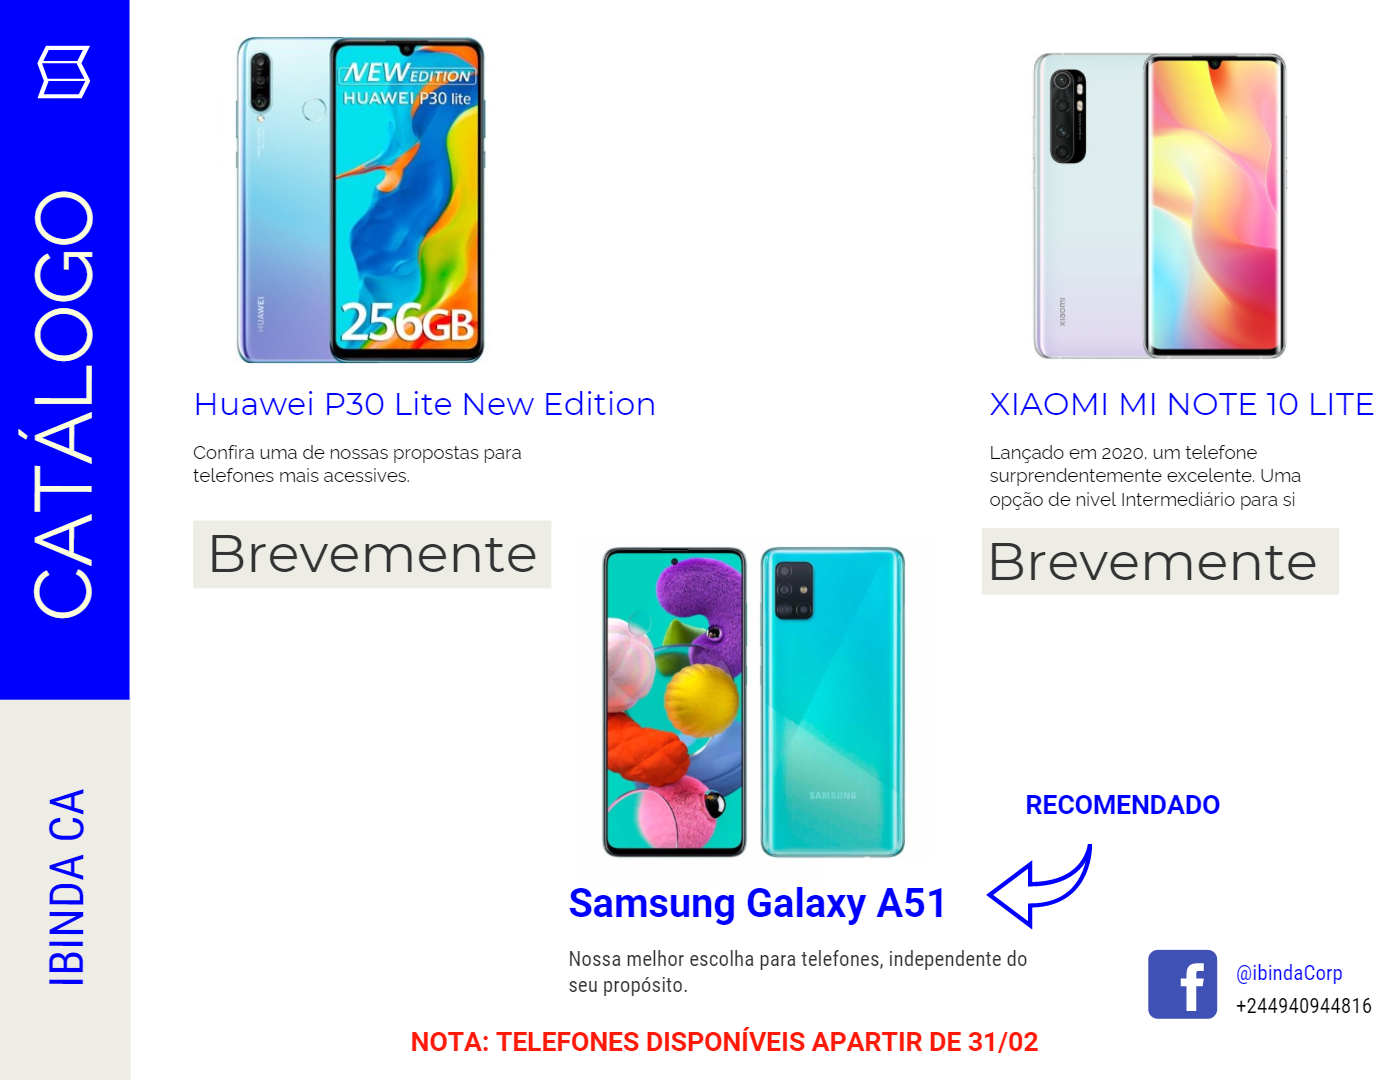 CATÁLOGO
IBINDA CA
NEW EDITION
HUAWEI P30 lite
HUAWEI
256GB
Huawei P30 Lite New Edition
Confira uma de nossas propostas para
telefones mais acessives.
Brevemente
xiaomi
XIAOMI MI NOTE 10 LITE
Lançado em 2020, um telefone
surprendentemente excelente. Uma
opção de nivel Intermediário para si
Brevemente
SAMSUNG
RECOMENDADO
Samsung Galaxy A51
Nossa melhor escolha para telefones, independente do
seu propósito.
@ibindaCorp
+244940944816
NOTA: TELEFONES DISPONÍVEIS APARTIR DE 31/02